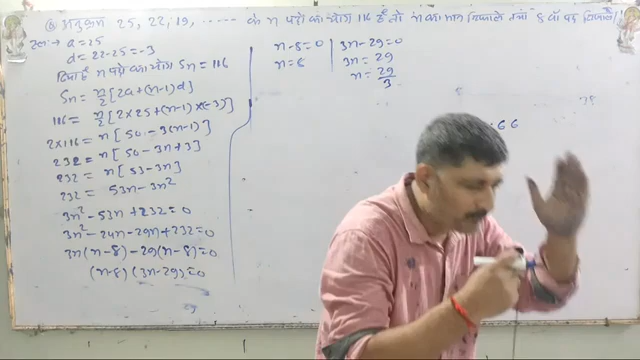 ⑧ अनुक्रम 25, 22, 19, ...... के n पदों का योग 116 है, तो n का मान निकालें तथा 8 वाँ पद निकालें।
हल:- a = 25
d = 22-25 = -3
दिया है n पदों का योग Sn = 116
Sn = n/2 [2a+(n-1)d]
116 = n/2 [2×25+(n-1)×(-3)]
2×116 = n[50-3(n-1)]
232 = n[50-3n+3]
232 = n[53-3n]
232 = 53n-3n²
3n²-53n+232=0
3n²-24n-29n+232=0
3n(n-8)-29(n-8)=0
(n-8)(3n-29)=0
n-8=0
n=8
3n-29=0
3n = 29
n = 29/3